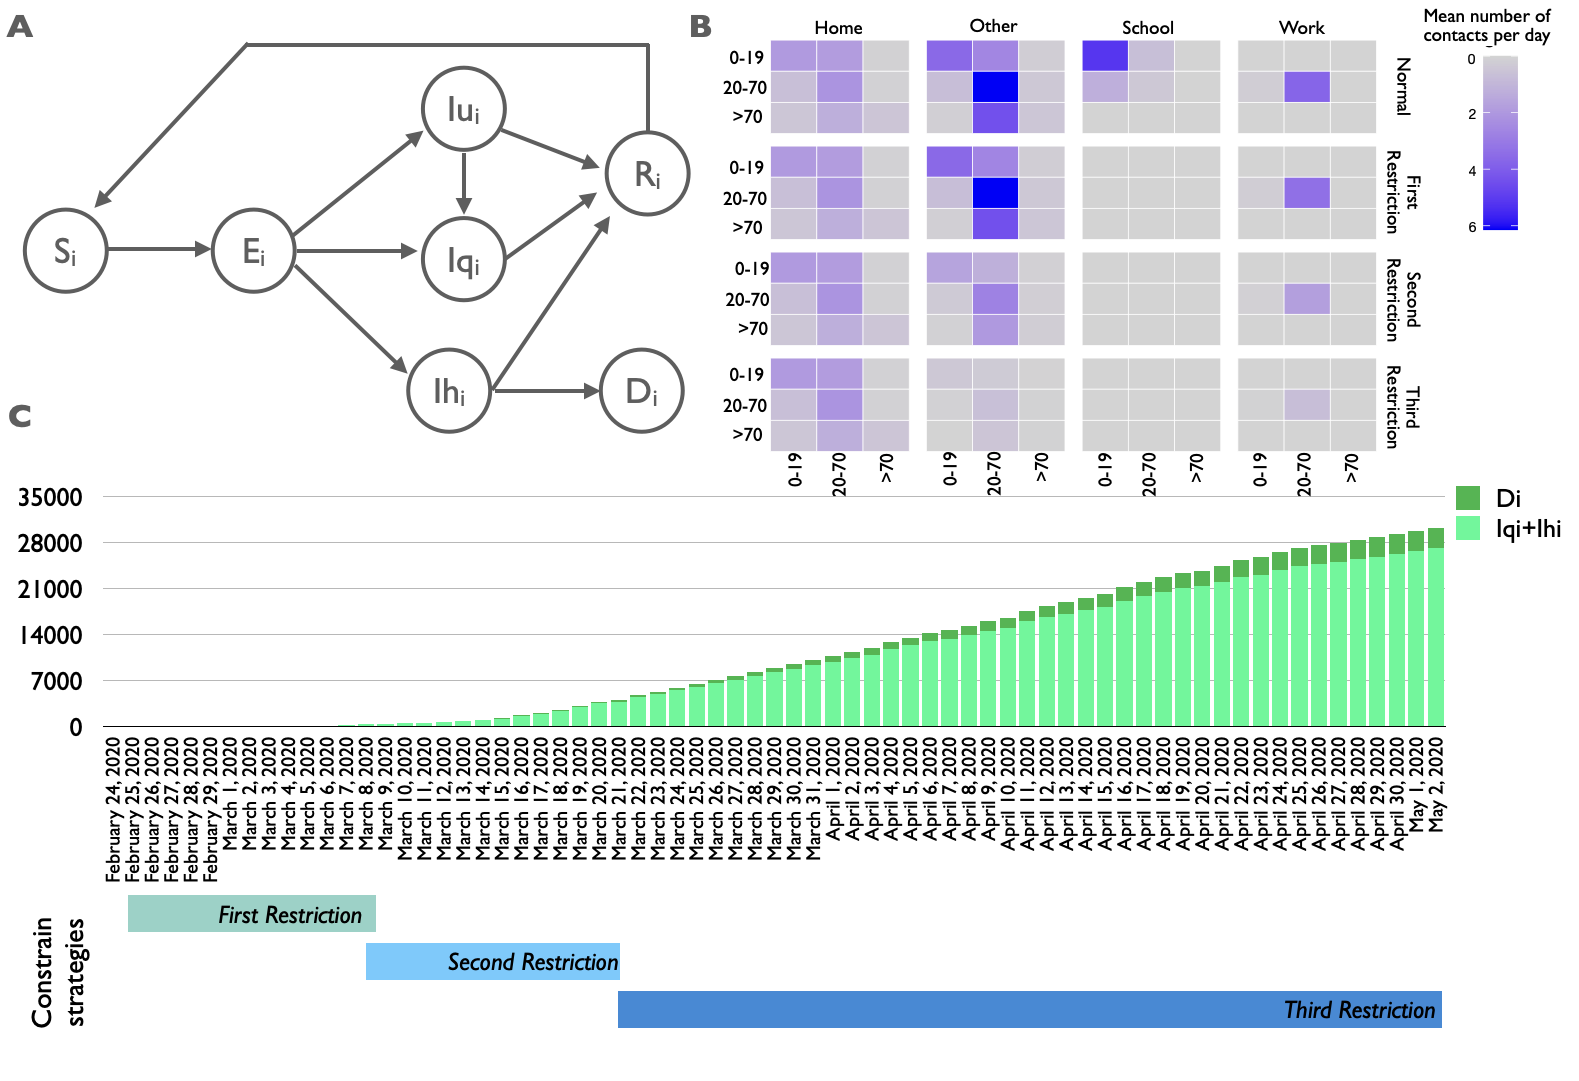 A
Iuᵢ
Rᵢ
Sᵢ
Eᵢ
Iqᵢ
Ihᵢ
Dᵢ
B
Home
Other
School
Work
Mean number of
contacts per day
0
2
4
6
0-19
20-70
>70
Normal
0-19
20-70
>70
First
Restriction
0-19
20-70
>70
Second
Restriction
0-19
20-70
>70
Third
Restriction
0-19
20-70
>70
0-19
20-70
>70
0-19
20-70
>70
0-19
20-70
>70
C
35000
28000
21000
14000
7000
0
Di
Iqi+Ihi
February 24, 2020
February 25, 2020
February 26, 2020
February 27, 2020
February 28, 2020
February 29, 2020
March 1, 2020
March 2, 2020
March 3, 2020
March 4, 2020
March 5, 2020
March 6, 2020
March 7, 2020
March 8, 2020
March 9, 2020
March 10, 2020
March 11, 2020
March 12, 2020
March 13, 2020
March 14, 2020
March 15, 2020
March 16, 2020
March 17, 2020
March 18, 2020
March 19, 2020
March 20, 2020
March 21, 2020
March 22, 2020
March 23, 2020
March 24, 2020
March 25, 2020
March 26, 2020
March 27, 2020
March 28, 2020
March 29, 2020
March 30, 2020
March 31, 2020
April 1, 2020
April 2, 2020
April 3, 2020
April 4, 2020
April 5, 2020
April 6, 2020
April 7, 2020
April 8, 2020
April 9, 2020
April 10, 2020
April 11, 2020
April 12, 2020
April 13, 2020
April 14, 2020
April 15, 2020
April 16, 2020
April 17, 2020
April 18, 2020
April 19, 2020
April 20, 2020
April 21, 2020
April 22, 2020
April 23, 2020
April 24, 2020
April 25, 2020
April 26, 2020
April 27, 2020
April 28, 2020
April 29, 2020
April 30, 2020
May 1, 2020
May 2, 2020
Constrain
strategies
First Restriction
Second Restriction
Third Restriction